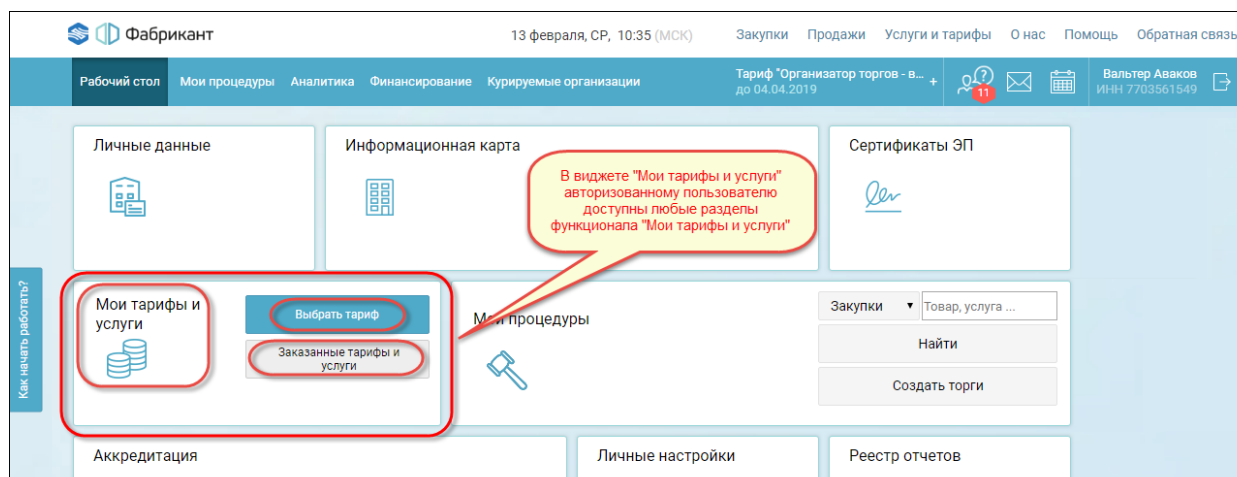 Фабрикант
13 февраля, СР, 10:35 (МСК)
Закупки Продажи Услуги и тарифы О нас Помощь Обратная связь
Рабочий стол Мои процедуры Аналитика Финансирование Курируемые организации
Тариф "Организатор торгов - в... +
до 04.04.2019
11
Вальтер Аваков
ИНН 7703561549
Личные данные
Информационная карта
Сертификаты ЭП
В виджете "Мои тарифы и услуги"
авторизованному пользователю
доступны любые разделы
функционала "Мои тарифы и услуги"
Как начать работать?
Мои тарифы и
услуги
Выбрать тариф
Заказанные тарифы и
услуги
Мои процедуры
Закупки
Товар, услуга ...
Найти
Создать торги
Аккредитация
Личные настройки
Реестр отчетов